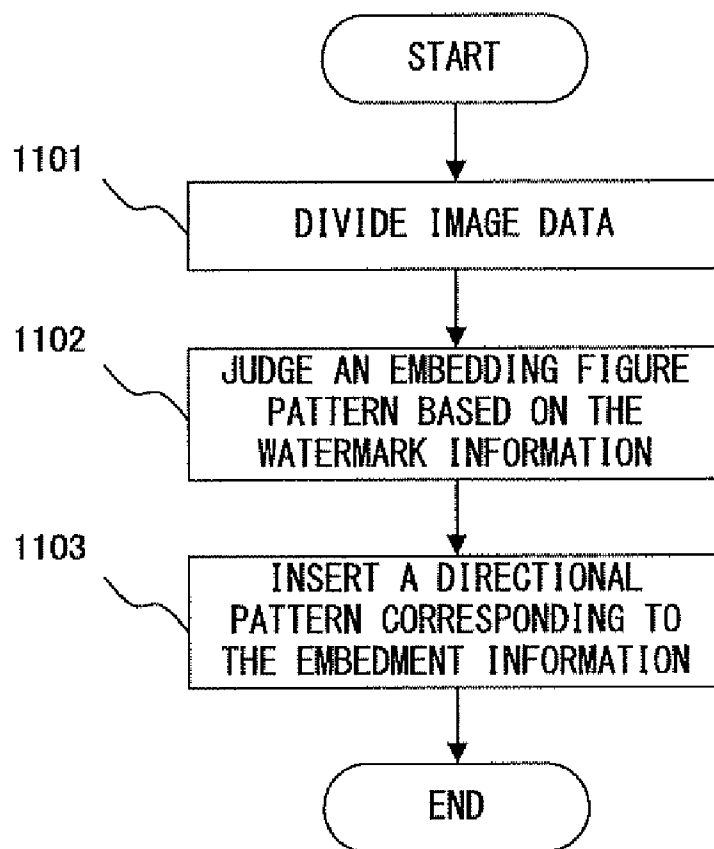 START
1101
DIVIDE IMAGE DATA
1102
JUDGE AN EMBEDDING FIGURE
PATTERN BASED ON THE
WATERMARK INFORMATION
1103
INSERT A DIRECTIONAL
PATTERN CORRESPONDING TO
THE EMBEDMENT INFORMATION
END